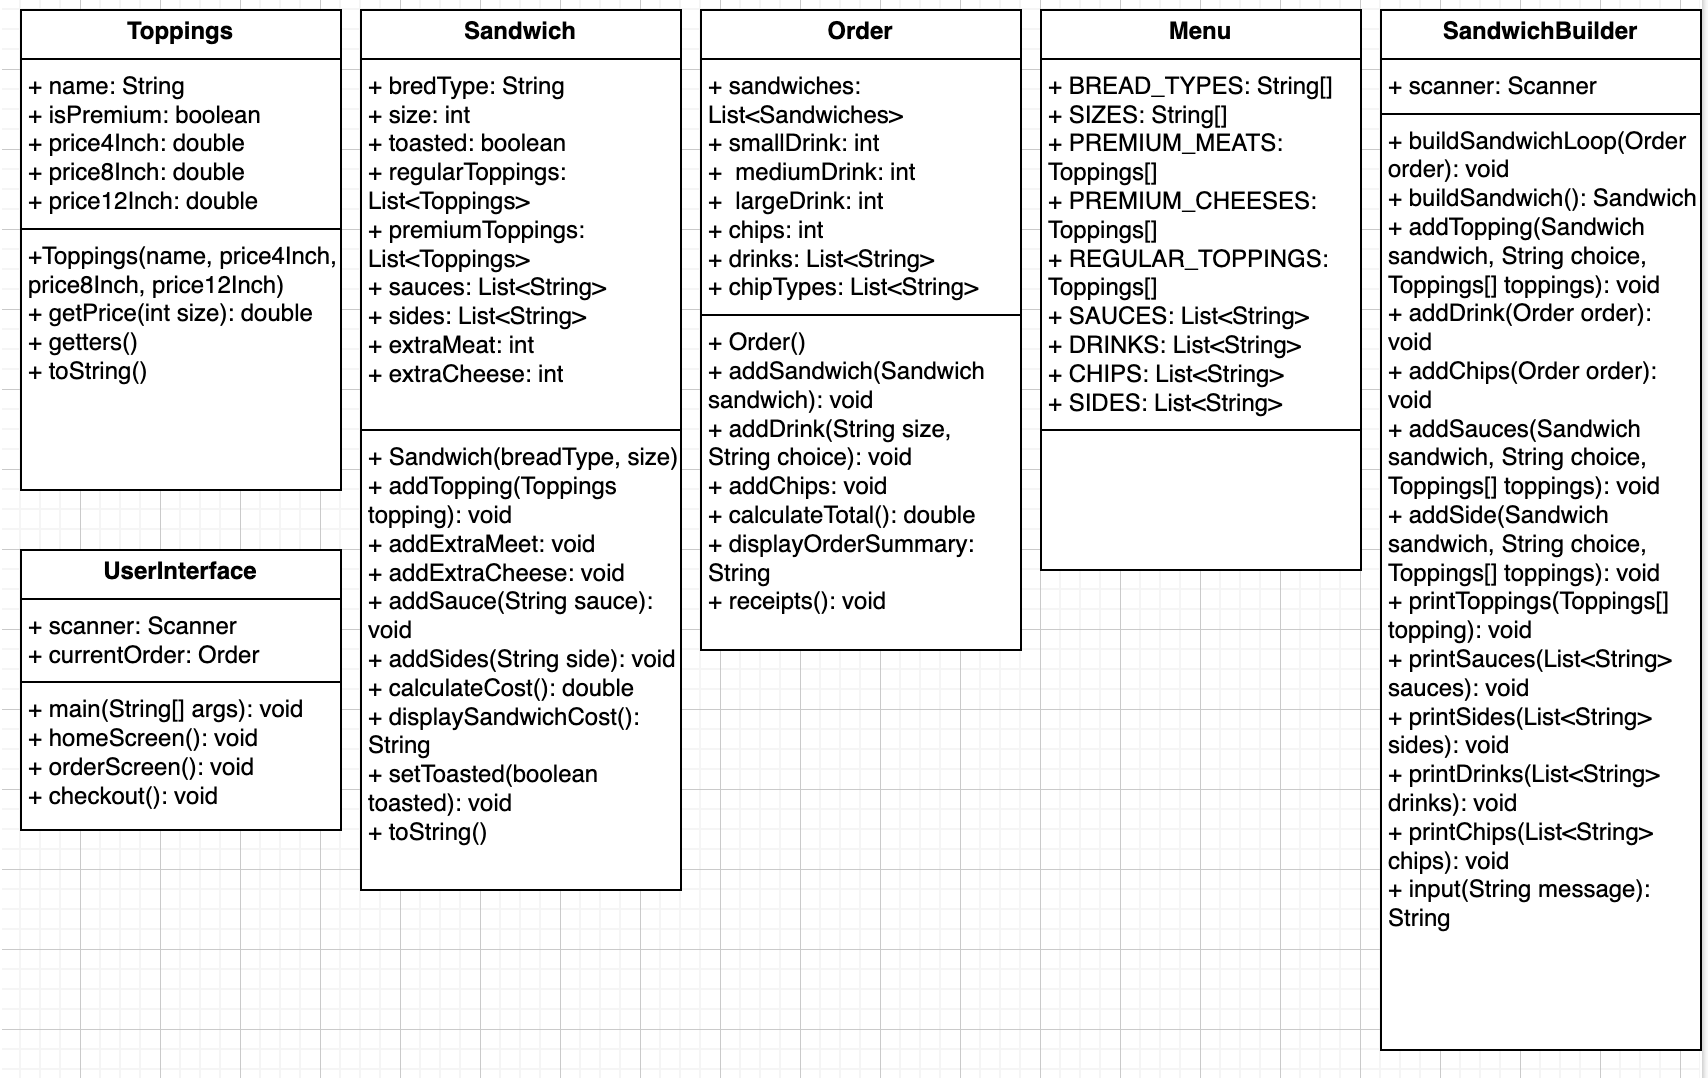 Toppings
+ name: String
+ isPremium: boolean
+ price4Inch: double
+ price8Inch: double
+ price12Inch: double
+Toppings(name, price4Inch,
price8Inch, price12Inch)
+ getPrice(int size): double
+ getters()
+ toString()
UserInterface
+ scanner: Scanner
+ currentOrder: Order
+ main(String[] args): void
+ homeScreen(): void
+ orderScreen(): void
+ checkout(): void
Sandwich
+ bredType: String
+ size: int
+ toasted: boolean
+ regularToppings:
List<Toppings>
+ premiumToppings:
List<Toppings>
+ sauces: List<String>
+ sides: List<String>
+ extraMeat: int
+ extraCheese: int
+ Sandwich(breadType, size)
+ addTopping(Toppings
topping): void
+ addExtraMeet: void
+ addExtraCheese: void
+ addSauce(String sauce):
void
+ addSides(String side): void
+ calculateCost(): double
+ displaySandwichCost():
String
+ setToasted(boolean
toasted): void
+ toString()
Order
+ sandwiches:
List<Sandwiches>
+ smallDrink: int
+  mediumDrink: int
+  largeDrink: int
+ chips: int
+ drinks: List<String>
+ chipTypes: List<String>
+ Order()
+ addSandwich(Sandwich
sandwich): void
+ addDrink(String size,
String choice): void
+ addChips: void
+ calculateTotal(): double
+ displayOrderSummary:
String
+ receipts(): void
Menu
+ BREAD_TYPES: String[]
+ SIZES: String[]
+ PREMIUM_MEATS:
Toppings[]
+ PREMIUM_CHEESES:
Toppings[]
+ REGULAR_TOPPINGS:
Toppings[]
+ SAUCES: List<String>
+ DRINKS: List<String>
+ CHIPS: List<String>
+ SIDES: List<String>
SandwichBuilder
+ scanner: Scanner
+ buildSandwichLoop(Order
order): void
+ buildSandwich(): Sandwich
+ addTopping(Sandwich
sandwich, String choice,
Toppings[] toppings): void
+ addDrink(Order order):
void
+ addChips(Order order):
void
+ addSauces(Sandwich
sandwich, String choice,
Toppings[] toppings): void
+ addSide(Sandwich
sandwich, String choice,
Toppings[] toppings): void
+ printToppings(Toppings[]
topping): void
+ printSauces(List<String>
sauces): void
+ printSides(List<String>
sides): void
+ printDrinks(List<String>
drinks): void
+ printChips(List<String>
chips): void
+ input(String message):
String